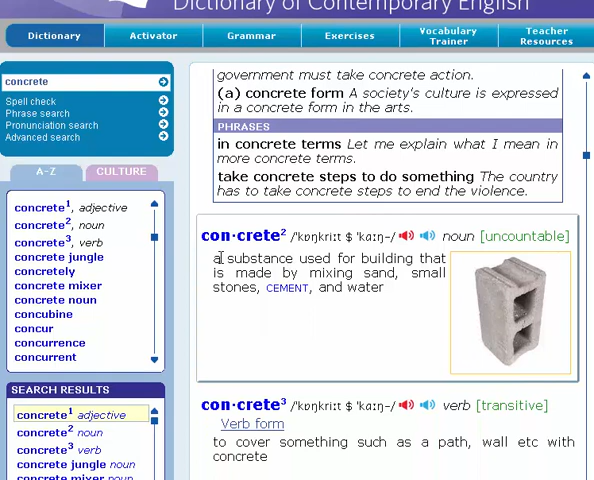 Dictionary of Contemporary English
Dictionary
Activator
Grammar
Exercises
Vocabulary
Trainer
Teacher
Resources
concrete
Spell check
Phrase search
Pronunciation search
Advanced search
A-Z
CULTURE
concrete¹, adjective
concrete², noun
concrete³, verb
concrete jungle
concretely
concrete mixer
concrete noun
concubine
concur
concurrence
concurrent
SEARCH RESULTS
concrete¹ adjective
concrete² noun
concrete³ verb
concrete jungle noun
concrete mixer noun
government must take concrete action.
(a) concrete form A society's culture is expressed
in a concrete form in the arts.
PHRASES
in concrete terms Let me explain what I mean in
more concrete terms.
take concrete steps to do something The country
has to take concrete steps to end the violence.
con·crete² /ˈkɒŋkriːt $ ˈkɑːŋ-/ noun [uncountable]
a substance used for building that
is made by mixing sand, small
stones, CEMENT, and water
con·crete³ /ˈkɒŋkriːt $ ˈkɑːŋ-/ verb [transitive]
Verb form
to cover something such as a path, wall etc with
concrete